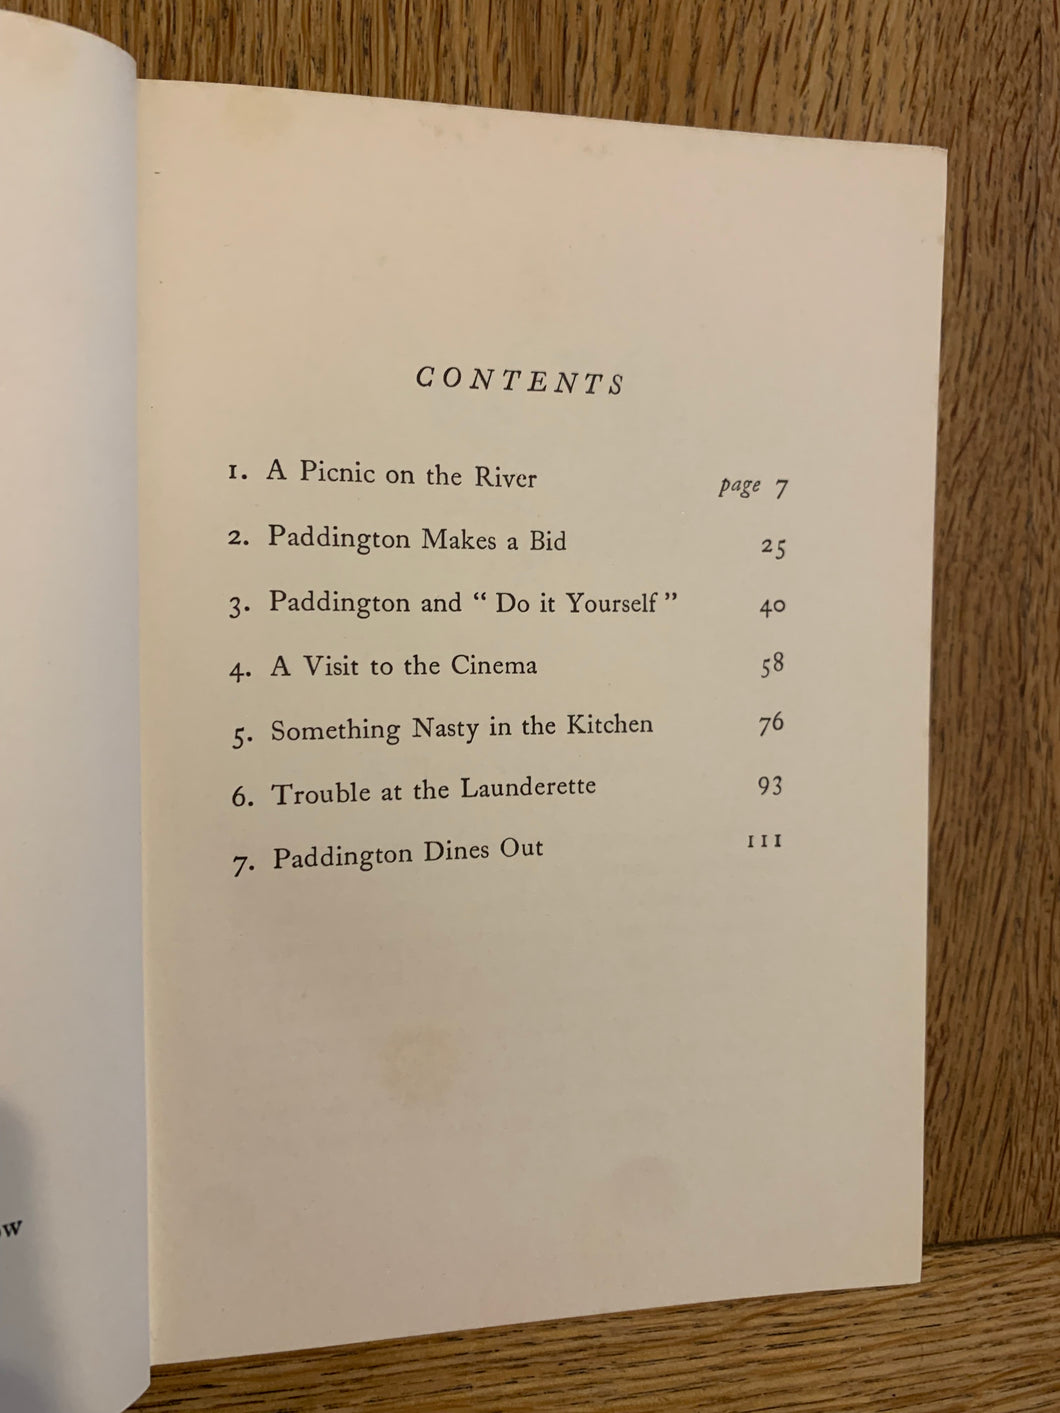 CONTENTS
1. A Picnic on the River page 7
2. Paddington Makes a Bid 25
3. Paddington and “ Do it Yourself ” 40
4. A Visit to the Cinema 58
5. Something Nasty in the Kitchen 76
6. Trouble at the Launderette 93
7. Paddington Dines Out 111